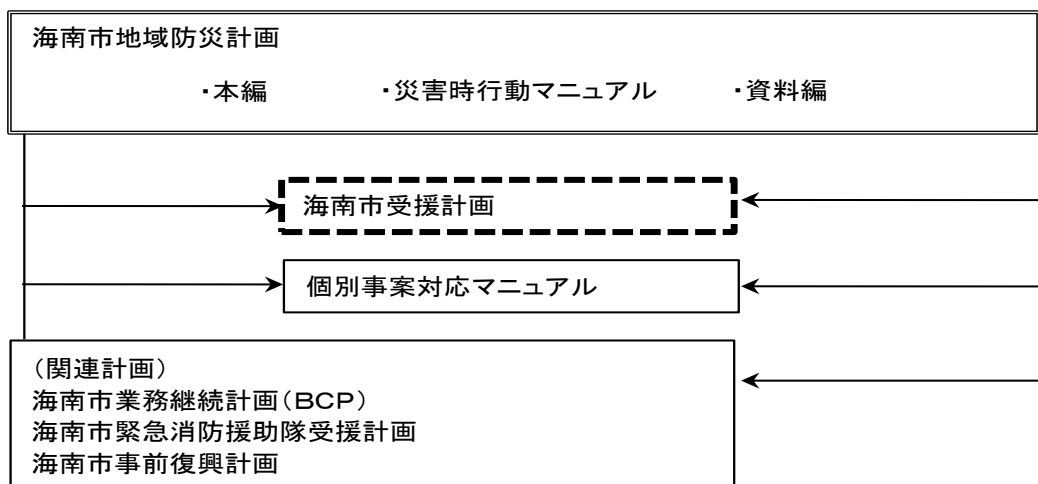 海南市地域防災計画
・本編　・災害時行動マニュアル　・資料編
海南市受援計画
個別事案対応マニュアル
（関連計画）
海南市業務継続計画（BCP）
海南市緊急消防援助隊受援計画
海南市事前復興計画